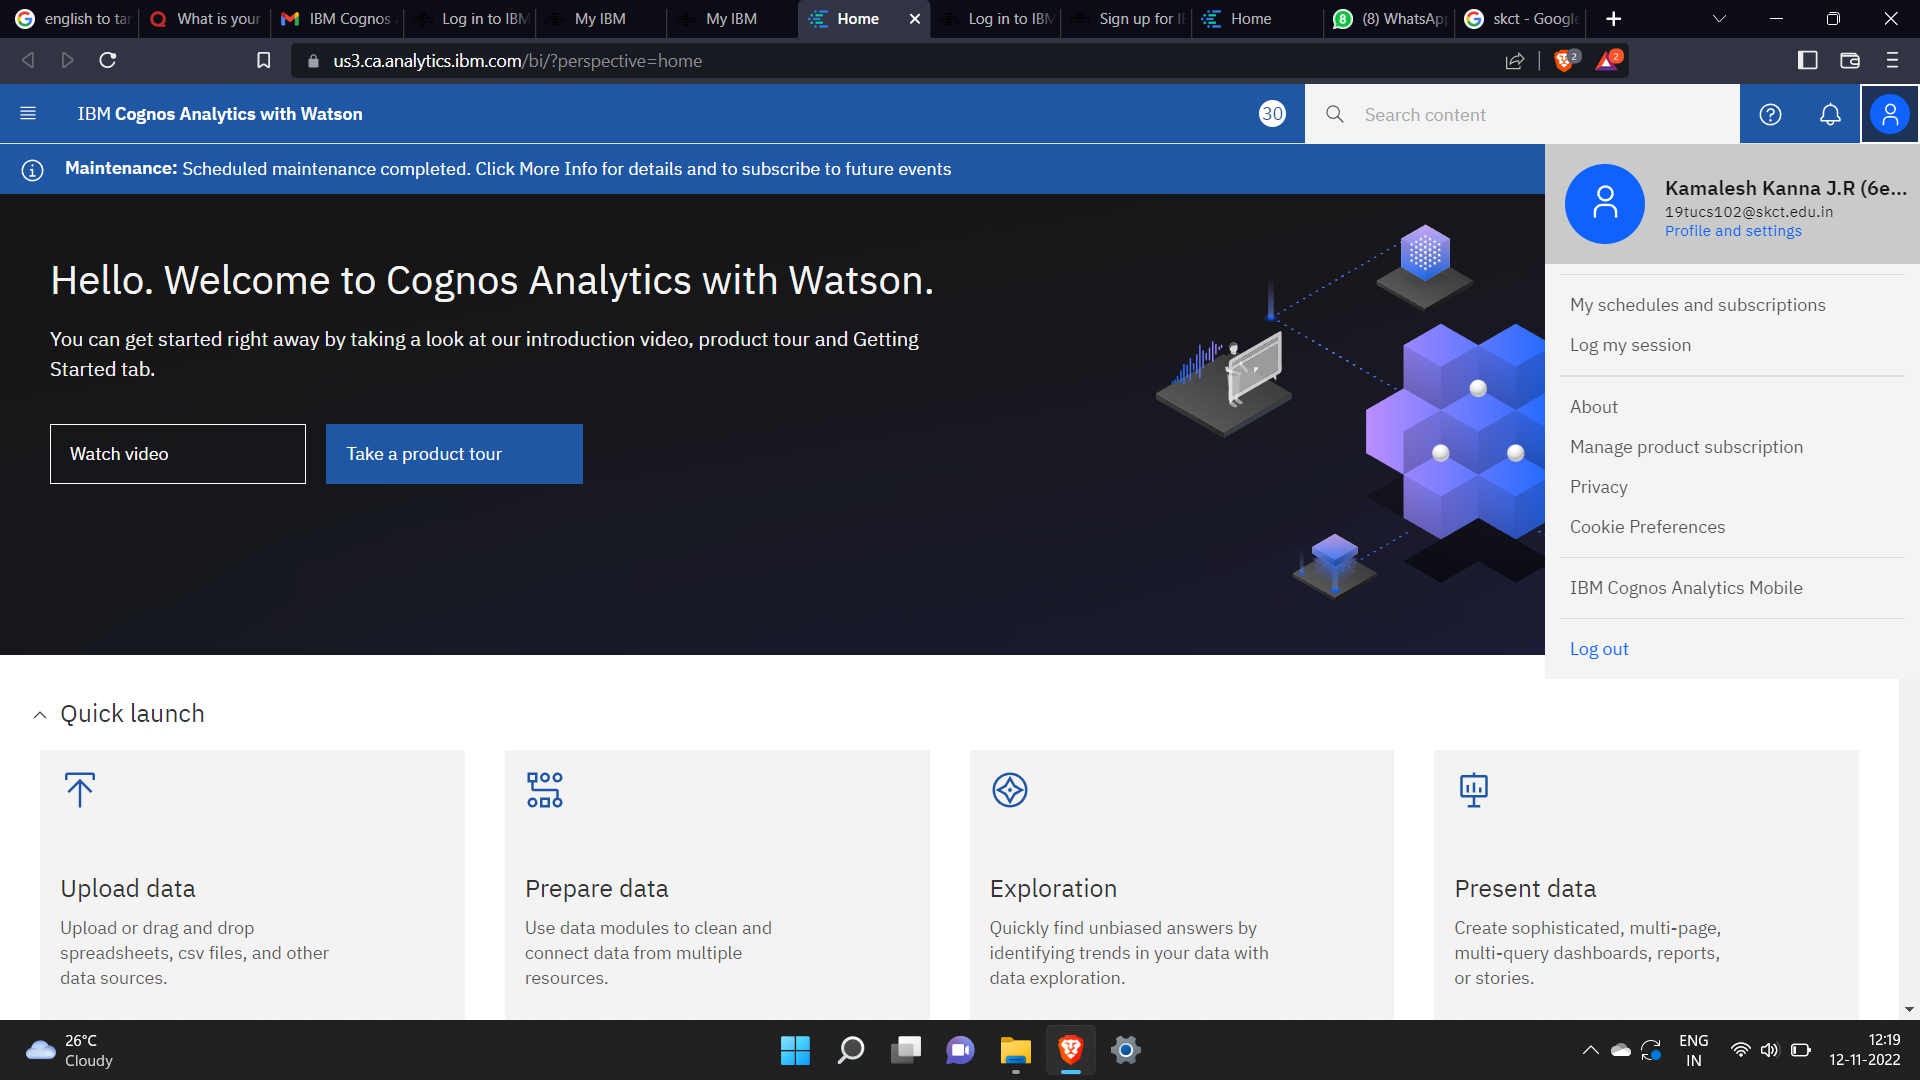 english to tar
What is your
IBM Cognos
Log in to IBM
My IBM
My IBM
Home
Log in to IBM
Sign up for IB
Home
(8) WhatsApp
skct - Google
us3.ca.analytics.ibm.com/bi/?perspective=home
2
2
IBM Cognos Analytics with Watson
30
Search content
Maintenance: Scheduled maintenance completed. Click More Info for details and to subscribe to future events
Kamalesh Kanna J.R (6e...
19tucs102@skct.edu.in
Profile and settings
My schedules and subscriptions
Log my session
About
Manage product subscription
Privacy
Cookie Preferences
IBM Cognos Analytics Mobile
Log out
Hello. Welcome to Cognos Analytics with Watson.
You can get started right away by taking a look at our introduction video, product tour and Getting
Started tab.
Watch video
Take a product tour
Quick launch
Upload data
Upload or drag and drop
spreadsheets, csv files, and other
data sources.
Prepare data
Use data modules to clean and
connect data from multiple
resources.
Exploration
Quickly find unbiased answers by
identifying trends in your data with
data exploration.
Present data
Create sophisticated, multi-page,
multi-query dashboards, reports,
or stories.
26°C
Cloudy
ENG
IN
12:19
12-11-2022